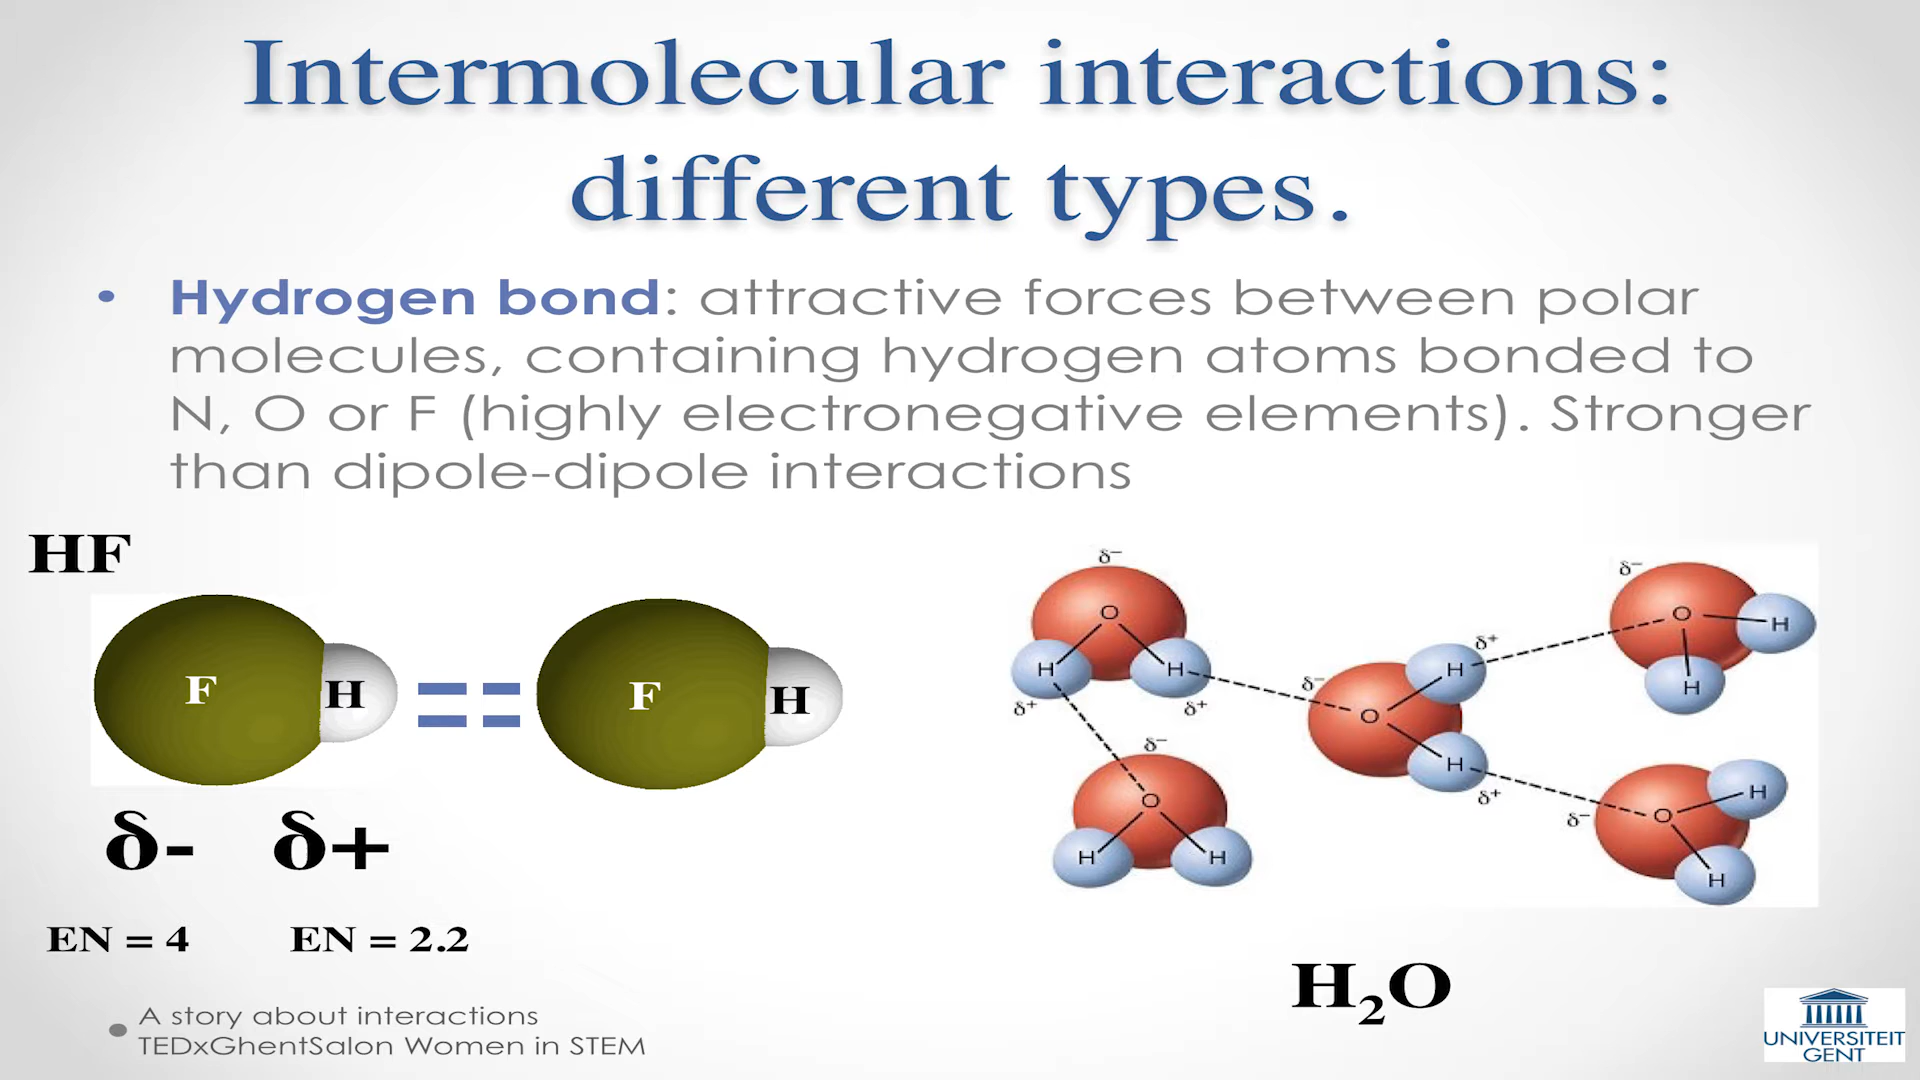 Intermolecular interactions:
different types.
• Hydrogen bond: attractive forces between polar
molecules, containing hydrogen atoms bonded to
N, O or F (highly electronegative elements). Stronger
than dipole-dipole interactions
HF
F H F H
δ- δ+
EN = 4 EN = 2.2
δ−
O
H H
δ+ δ+
δ−
O
H H
δ−
O
H
δ+
H
δ+
δ−
O
H
H
δ−
O
H
H
H₂O
• A story about interactions
TEDxGhentSalon Women in STEM
UNIVERSITEIT
GENT